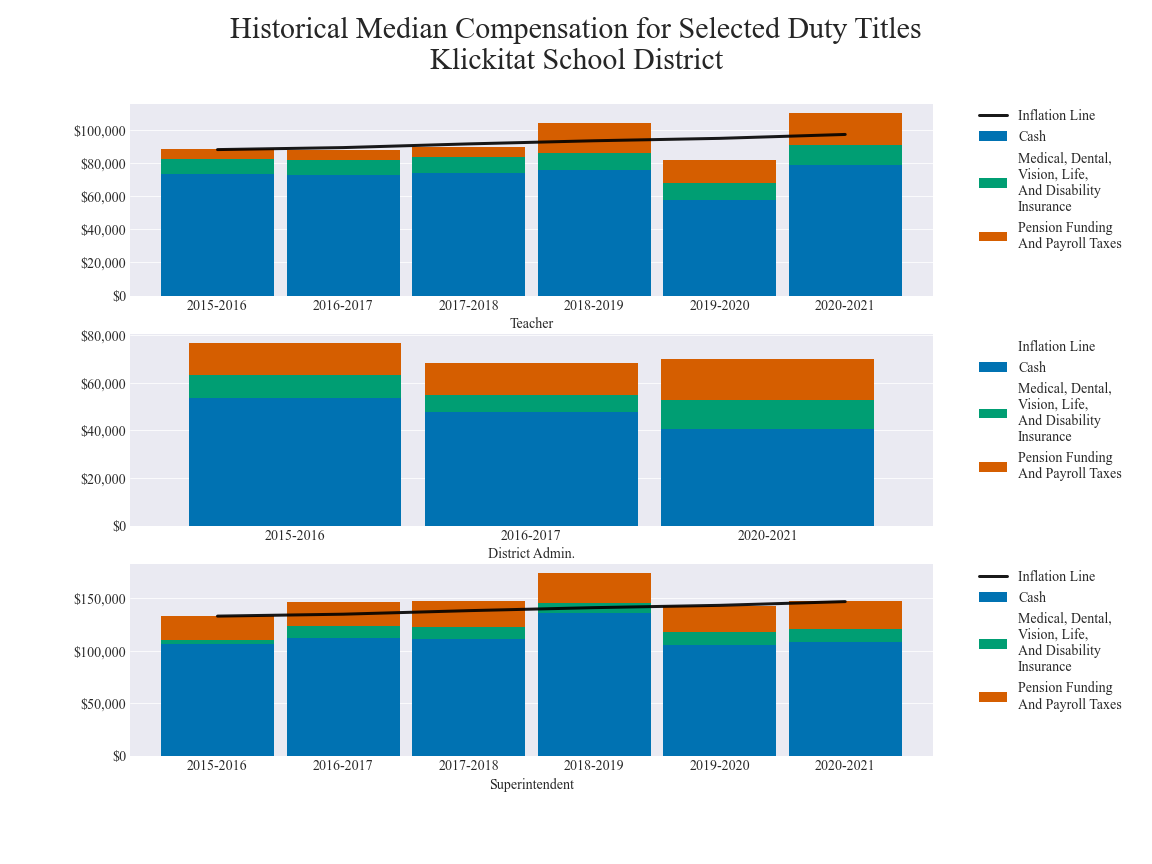 Historical Median Compensation for Selected Duty Titles
Klickitat School District
$100,000
$80,000
$60,000
$40,000
$20,000
$0
2015-2016
2016-2017
2017-2018
2018-2019
2019-2020
2020-2021
Teacher
Inflation Line
Cash
Medical, Dental,
Vision, Life,
And Disability
Insurance
Pension Funding
And Payroll Taxes
$80,000
$60,000
$40,000
$20,000
$0
2015-2016
2016-2017
2020-2021
District Admin.
Inflation Line
Cash
Medical, Dental,
Vision, Life,
And Disability
Insurance
Pension Funding
And Payroll Taxes
$150,000
$100,000
$50,000
$0
2015-2016
2016-2017
2017-2018
2018-2019
2019-2020
2020-2021
Superintendent
Inflation Line
Cash
Medical, Dental,
Vision, Life,
And Disability
Insurance
Pension Funding
And Payroll Taxes